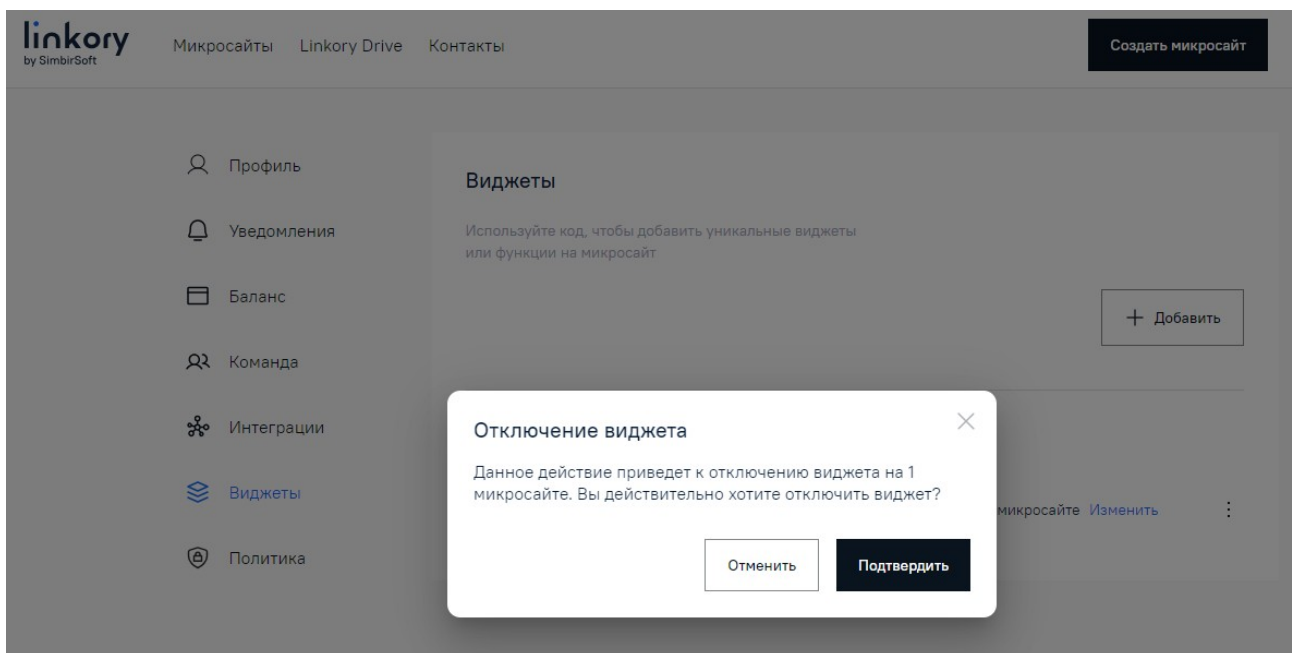 linkory
by SimbirSoft
Микросайты Linkory Drive Контакты
Создать микросайт
Профиль
Уведомления
Баланс
Команда
Интеграции
Виджеты
Политика
Виджеты
Используйте код, чтобы добавить уникальные виджеты
или функции на микросайт
+ Добавить
Отключение виджета
Данное действие приведет к отключению виджета на 1
микросайте. Вы действительно хотите отключить виджет?
Отменить Подтвердить
микросайте Изменить